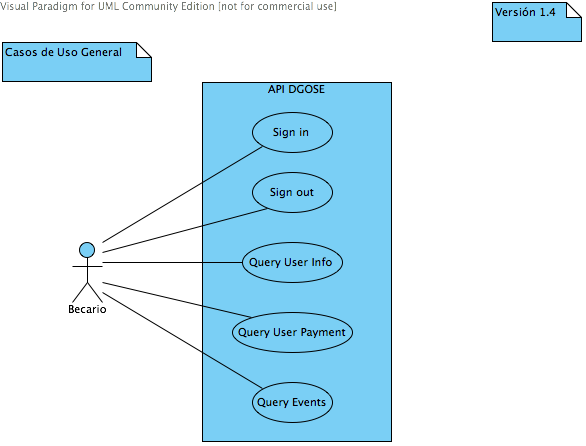 Visual Paradigm for UML Community Edition [not for commercial use]
Versión 1.4
Casos de Uso General
API DGOSE
Sign in
Sign out
Query User Info
Becario
Query User Payment
Query Events